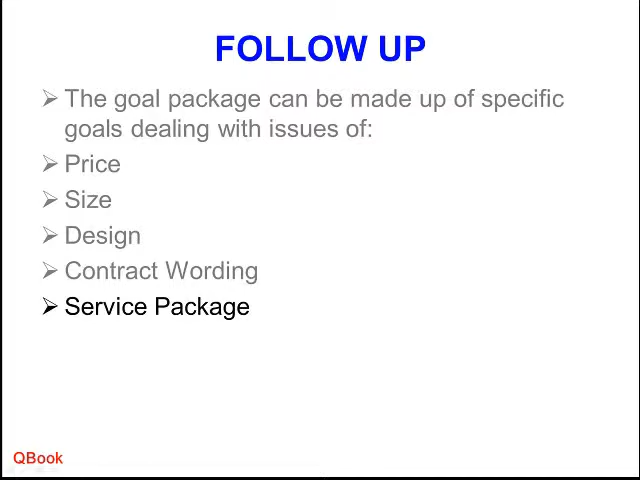 FOLLOW UP
➢ The goal package can be made up of specific
goals dealing with issues of:
➢ Price
➢ Size
➢ Design
➢ Contract Wording
➢ Service Package
QBook